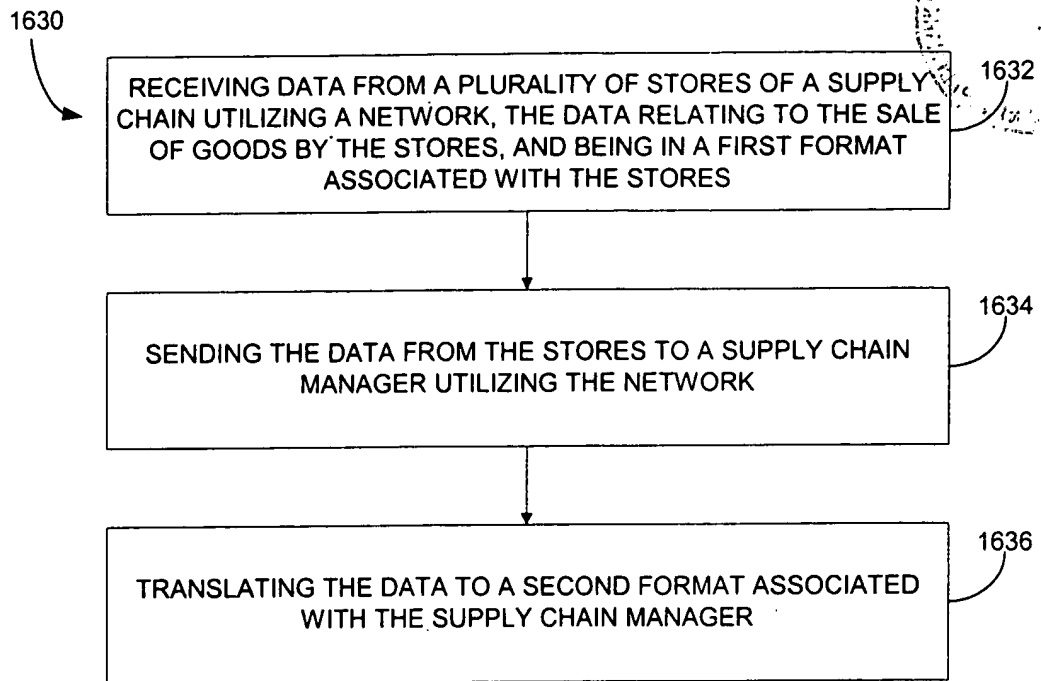 1630
RECEIVING DATA FROM A PLURALITY OF STORES OF A SUPPLY
CHAIN UTILIZING A NETWORK, THE DATA RELATING TO THE SALE
OF GOODS BY THE STORES, AND BEING IN A FIRST FORMAT
ASSOCIATED WITH THE STORES
1632
SENDING THE DATA FROM THE STORES TO A SUPPLY CHAIN
MANAGER UTILIZING THE NETWORK
1634
TRANSLATING THE DATA TO A SECOND FORMAT ASSOCIATED
WITH THE SUPPLY CHAIN MANAGER
1636